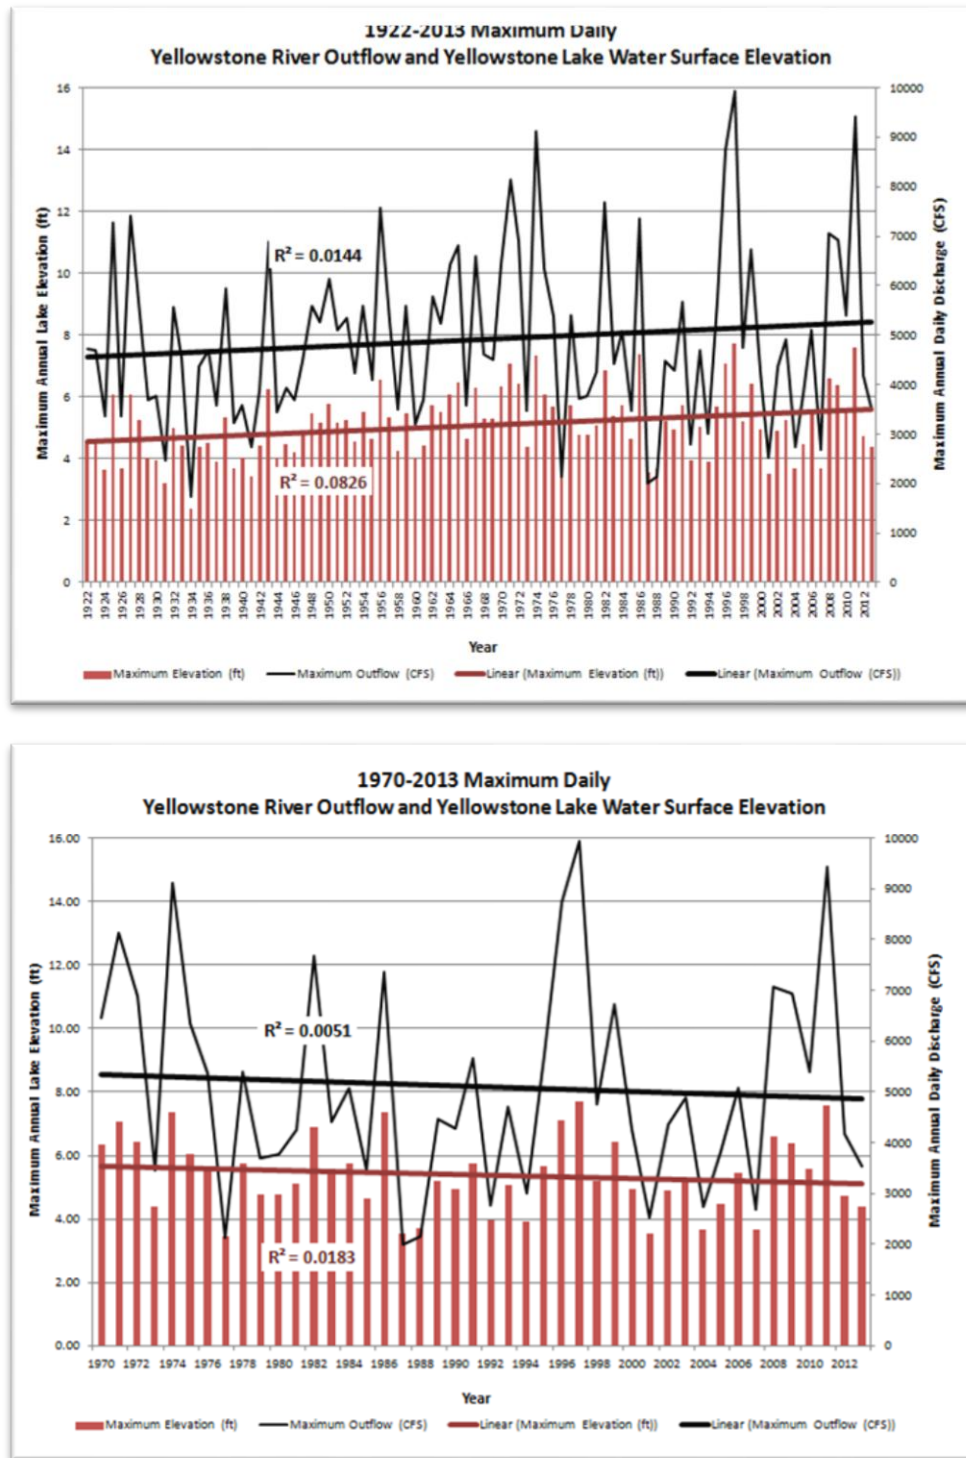 1922-2013 Maximum Daily
Yellowstone River Outflow and Yellowstone Lake Water Surface Elevation
16
14
12
10
8
6
4
2
0
Maximum Annual Lake Elevation (ft)
10000
9000
8000
7000
6000
5000
4000
3000
2000
1000
0
Maximum Annual Daily Discharge (CFS)
R² = 0.0144
R² = 0.0826
1922 1924 1926 1928 1930 1932 1934 1936 1938 1940 1942 1944 1946 1948 1950 1952 1954 1956 1958 1960 1962 1964 1966 1968 1970 1972 1974 1976 1978 1980 1982 1984 1986 1988 1990 1992 1994 1996 1998 2000 2002 2004 2006 2008 2010 2012
Year
Maximum Elevation (ft) Maximum Outflow (CFS) Linear (Maximum Elevation (ft)) Linear (Maximum Outflow (CFS))
1970-2013 Maximum Daily
Yellowstone River Outflow and Yellowstone Lake Water Surface Elevation
16.00
14.00
12.00
10.00
8.00
6.00
4.00
2.00
0.00
Maximum Annual Lake Elevation (ft)
10000
9000
8000
7000
6000
5000
4000
3000
2000
1000
0
Maximum Annual Daily Discharge (CFS)
R² = 0.0051
R² = 0.0183
1970 1972 1974 1976 1978 1980 1982 1984 1986 1988 1990 1992 1994 1996 1998 2000 2002 2004 2006 2008 2010 2012
Year
Maximum Elevation (ft) Maximum Outflow (CFS) Linear (Maximum Elevation (ft)) Linear (Maximum Outflow (CFS))